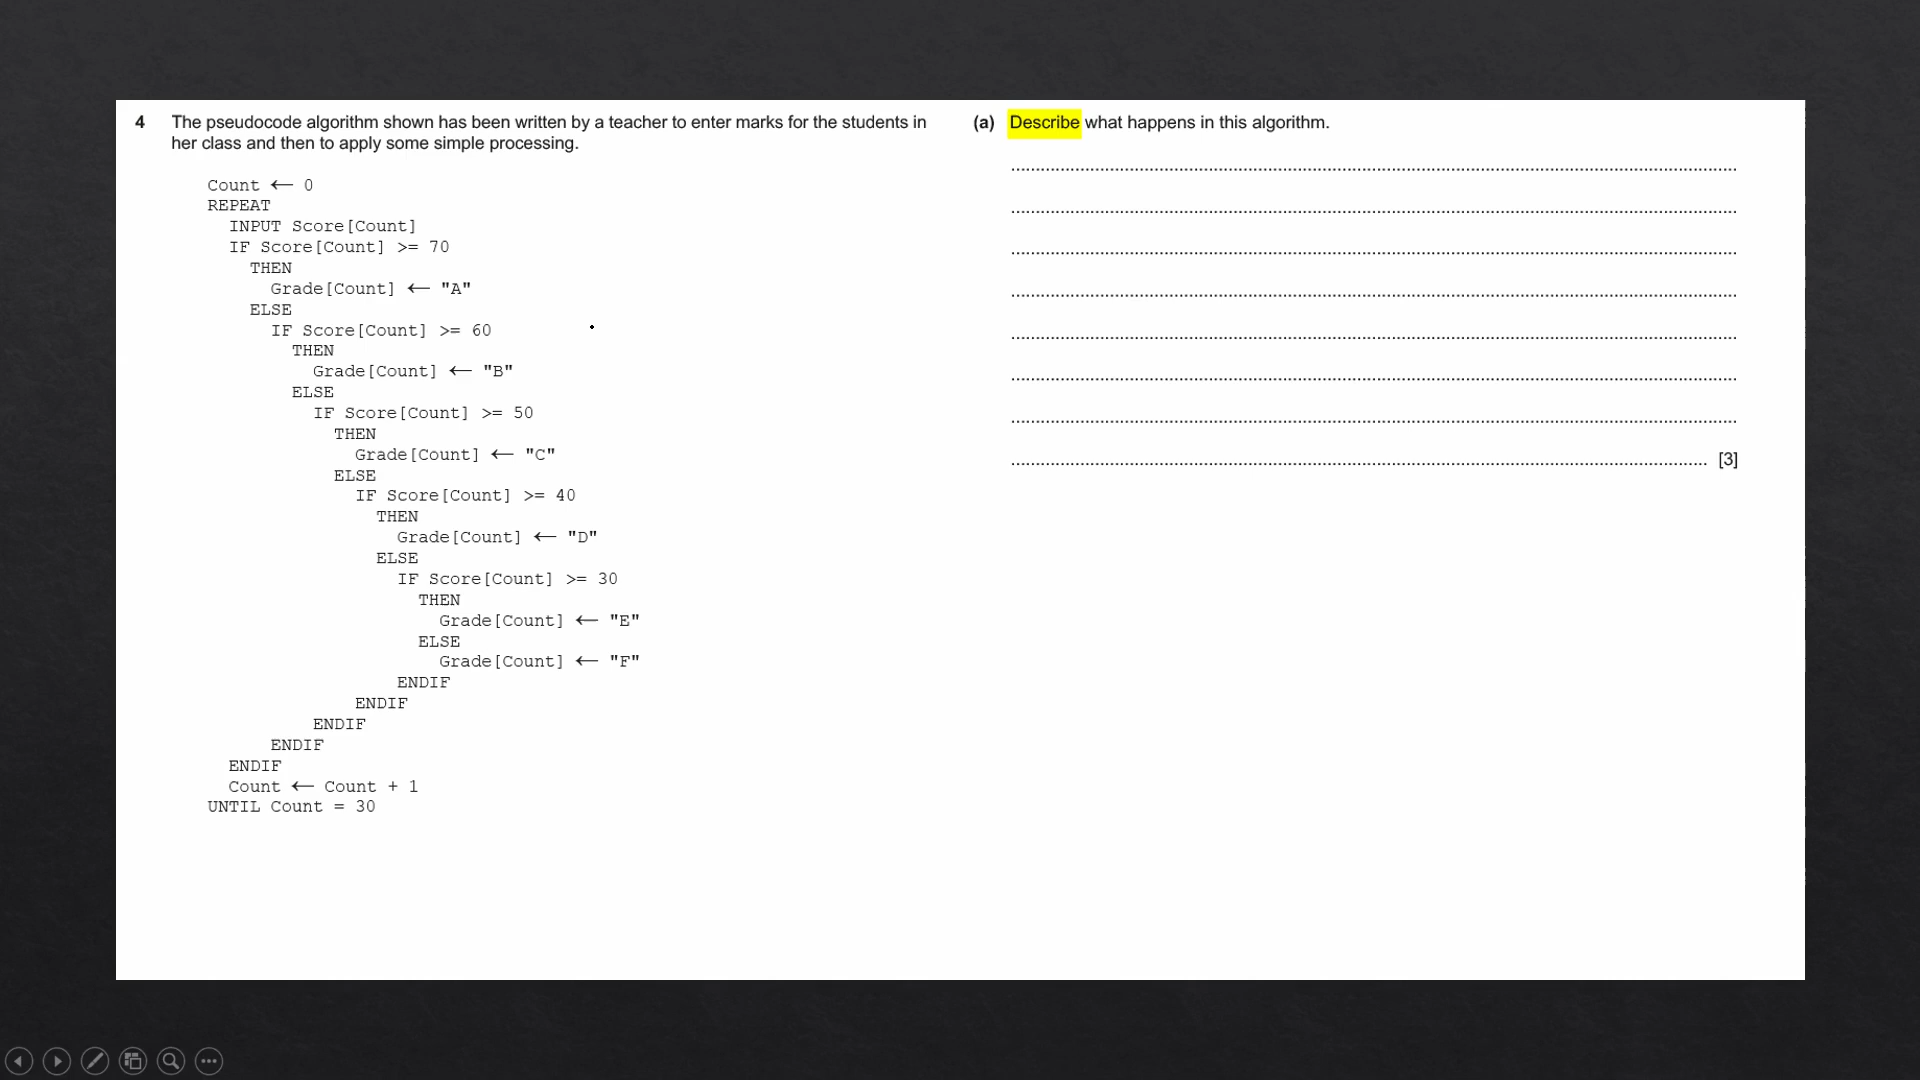 4 The pseudocode algorithm shown has been written by a teacher to enter marks for the students in
her class and then to apply some simple processing.
Count ← 0
REPEAT
INPUT Score[Count]
IF Score[Count] >= 70
THEN
Grade[Count] ← "A"
ELSE
IF Score[Count] >= 60
THEN
Grade[Count] ← "B"
ELSE
IF Score[Count] >= 50
THEN
Grade[Count] ← "C"
ELSE
IF Score[Count] >= 40
THEN
Grade[Count] ← "D"
ELSE
IF Score[Count] >= 30
THEN
Grade[Count] ← "E"
ELSE
Grade[Count] ← "F"
ENDIF
ENDIF
ENDIF
ENDIF
ENDIF
Count ← Count + 1
UNTIL Count = 30
(a) Describe what happens in this algorithm.
[3]